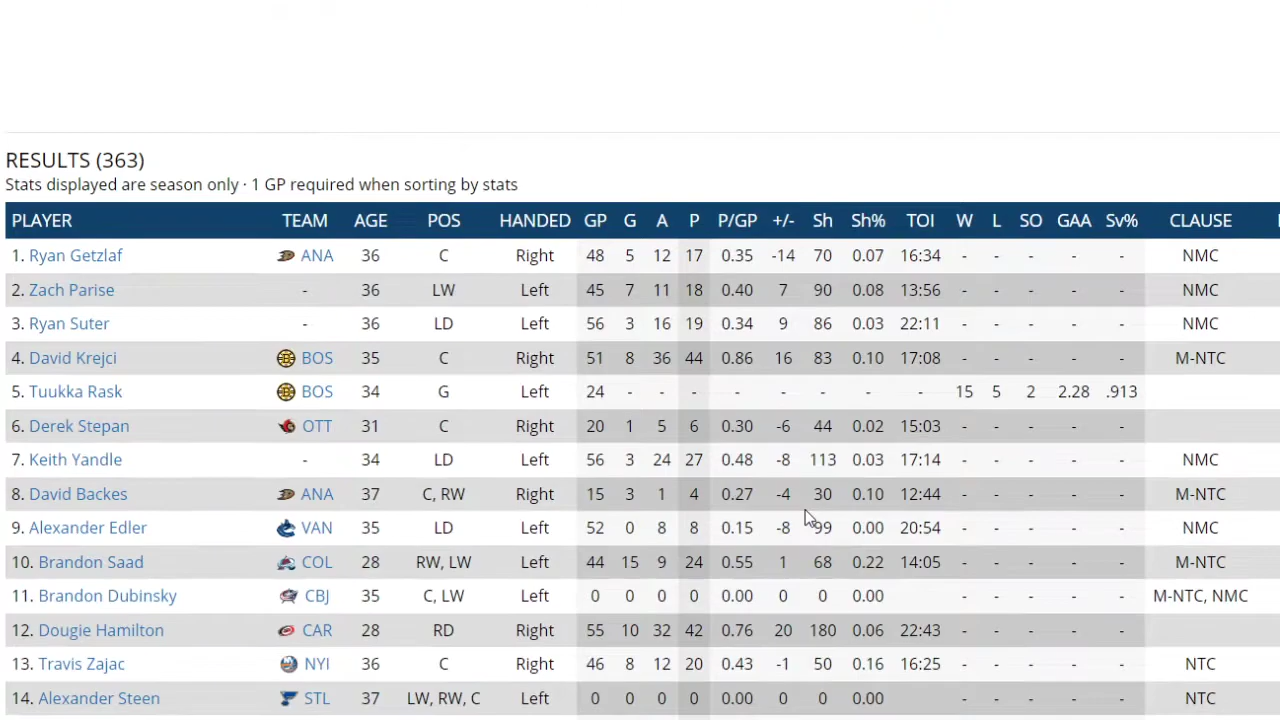 RESULTS (363)
Stats displayed are season only · 1 GP required when sorting by stats
PLAYER TEAM AGE POS HANDED GP G A P P/GP +/- Sh Sh% TOI W L SO GAA Sv% CLAUSE
1. Ryan Getzlaf ANA 36 C Right 48 5 12 17 0.35 -14 70 0.07 16:34 - - - - - NMC
2. Zach Parise - 36 LW Left 45 7 11 18 0.40 7 90 0.08 13:56 - - - - - NMC
3. Ryan Suter - 36 LD Left 56 3 16 19 0.34 9 86 0.03 22:11 - - - - - NMC
4. David Krejci BOS 35 C Right 51 8 36 44 0.86 16 83 0.10 17:08 - - - - - M-NTC
5. Tuukka Rask BOS 34 G Left 24 - - - - - - - - 15 5 2 2.28 .913
6. Derek Stepan OTT 31 C Right 20 1 5 6 0.30 -6 44 0.02 15:03 - - - - -
7. Keith Yandle - 34 LD Left 56 3 24 27 0.48 -8 113 0.03 17:14 - - - - - NMC
8. David Backes ANA 37 C, RW Right 15 3 1 4 0.27 -4 30 0.10 12:44 - - - - - M-NTC
9. Alexander Edler VAN 35 LD Left 52 0 8 8 0.15 -8 99 0.00 20:54 - - - - - NMC
10. Brandon Saad COL 28 RW, LW Left 44 15 9 24 0.55 1 68 0.22 14:05 - - - - - M-NTC
11. Brandon Dubinsky CBJ 35 C, LW Left 0 0 0 0 0.00 0 0 0.00 - - - - - M-NTC, NMC
12. Dougie Hamilton CAR 28 RD Right 55 10 32 42 0.76 20 180 0.06 22:43 - - - - -
13. Travis Zajac NYI 36 C Right 46 8 12 20 0.43 -1 50 0.16 16:25 - - - - - NTC
14. Alexander Steen STL 37 LW, RW, C Left 0 0 0 0 0.00 0 0 0.00 - - - - - NTC